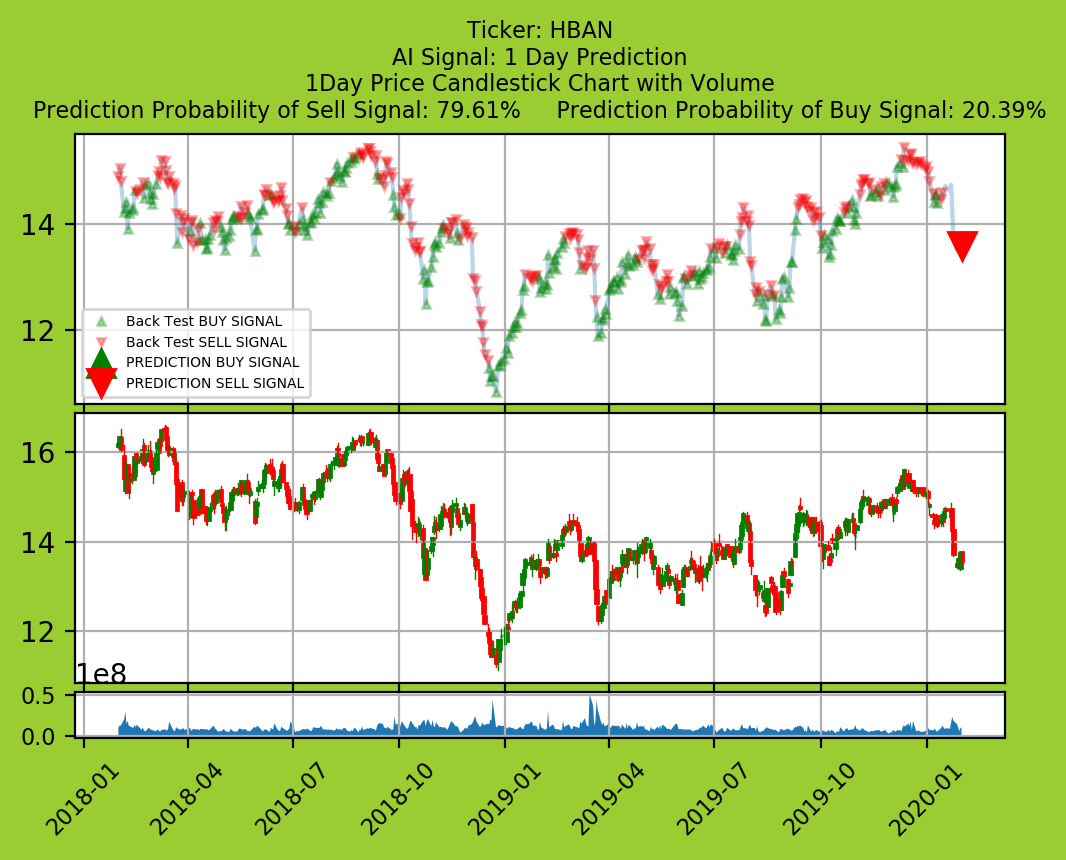 Ticker: HBAN
AI Signal: 1 Day Prediction
1Day Price Candlestick Chart with Volume
Prediction Probability of Sell Signal: 79.61% Prediction Probability of Buy Signal: 20.39%
14
12
Back Test BUY SIGNAL
Back Test SELL SIGNAL
PREDICTION BUY SIGNAL
PREDICTION SELL SIGNAL
16
14
12
1e8
0.5
0.0
2018-01
2018-04
2018-07
2018-10
2019-01
2019-04
2019-07
2019-10
2020-01